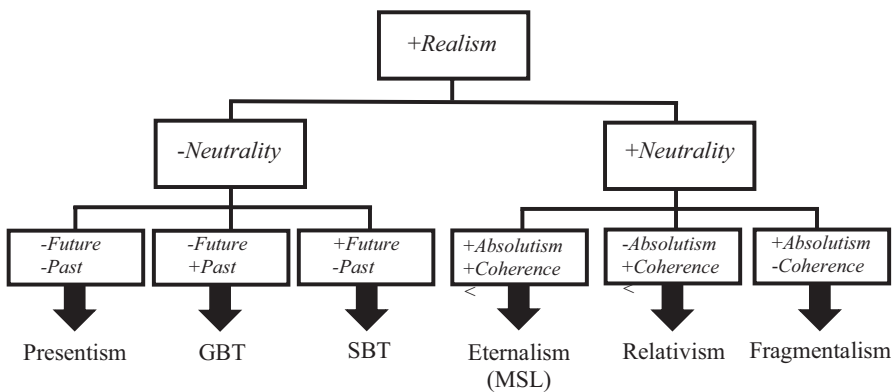 +Realism
-Neutrality
+Neutrality
-Future
-Past
-Future
+Past
+Future
-Past
+Absolutism
+Coherence
<
-Absolutism
+Coherence
<
+Absolutism
-Coherence
Presentism
GBT
SBT
Eternalism
(MSL)
Relativism
Fragmentalism